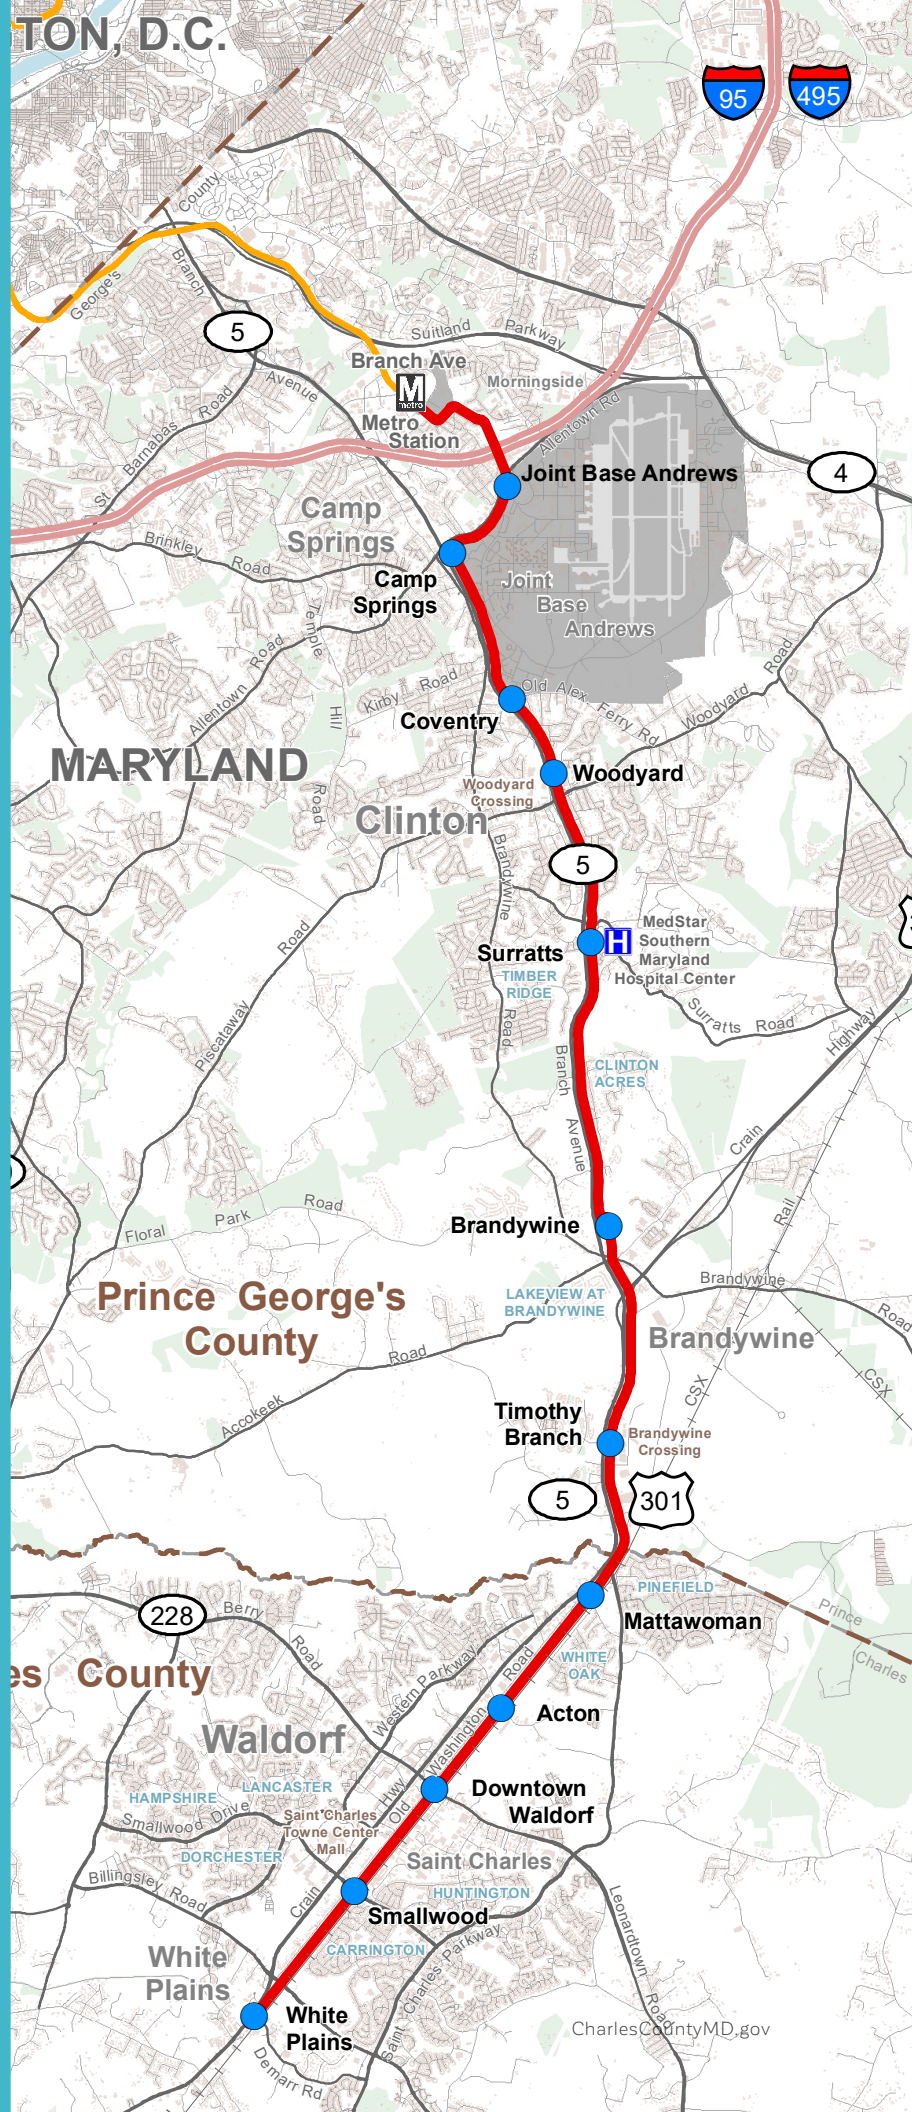 TON, D.C.
95
495
County
George's
Branch
5
Avenue
Suitland
Parkway
Branch Ave
M
metro
Morningside
Metro
Station
Allentown Rd
St. Barnabas Road
Joint Base Andrews
4
Camp
Springs
Brinkley
Road
Camp
Springs
Joint
Base
Andrews
Temple
Hill
Road
Allentown Road
Kirby Road
Old Alex
Ferry Rd
Woodyard
Road
Coventry
MARYLAND
Woodyard
Woodyard
Crossing
Clinton
Brandywine
Road
5
Piscataway
Road
Surratts
H
MedStar
Southern
Maryland
Hospital Center
TIMBER
RIDGE
Surratts Road
Highway
Crain
Branch
Avenue
CLINTON
ACRES
Rail
Floral
Park
Road
Brandywine
Prince George's
County
LAKEVIEW AT
BRANDYWINE
Brandywine
Road
Brandywine
Accokeek
Road
CSX
CSX
Timothy
Branch
Brandywine
Crossing
5
301
PINEFIELD
Mattawoman
Prince
Charles
228
Berry
Road
es County
WHITE
OAK
Western Parkway
Acton
Waldorf
Old Washington Road
Crain
Hwy
Downtown
Waldorf
LANCASTER
HAMPSHIRE
Smallwood Drive
Saint Charles
Towne Center
Mall
DORCHESTER
Saint Charles
Billingsley Road
HUNTINGTON
Smallwood
Leonardtown
Road
CARRINGTON
Saint Charles Parkway
White
Plains
White
Plains
Demarr Rd
CharlesCountyMD.gov